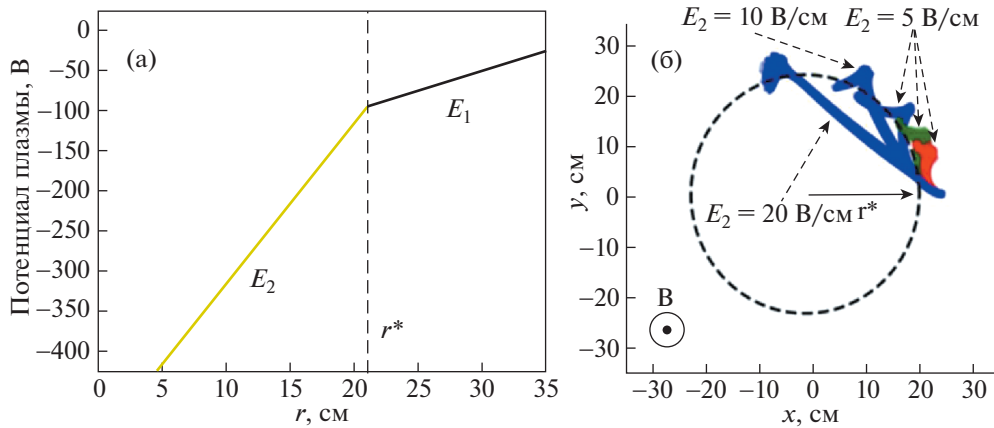 (а)
Потенциал плазмы, В
0
−50
−100
−150
−200
−250
−300
−350
−400
E₁
E₂
r*
0 5 10 15 20 25 30 35
r, см
(б)
E₂ = 10 В/см E₂ = 5 В/см
y, см
30
20
10
0
−10
−20
−30
E₂ = 20 В/см r*
B
−30 −20 −10 0 10 20 30
x, см